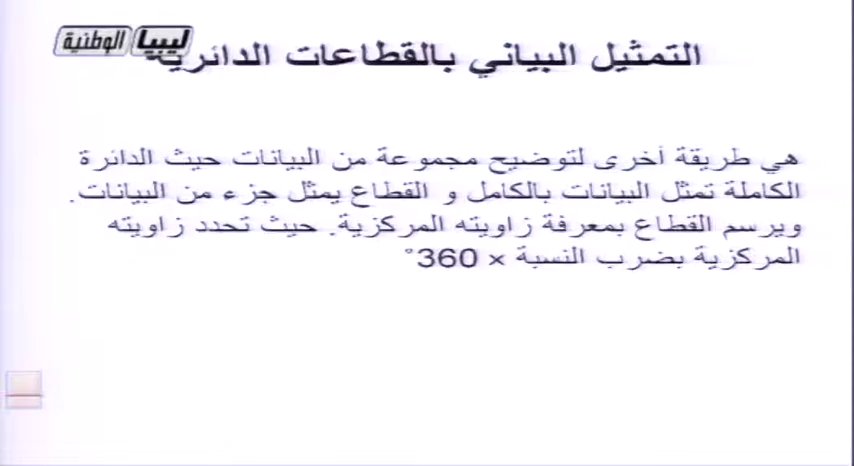 ليبيا الوطنية
التمثيل البياني بالقطاعات الدائرية
هي طريقة أخرى لتوضيح مجموعة من البيانات حيث الدائرة
الكاملة تمثل البيانات بالكامل و القطاع يمثل جزء من البيانات.
ويرسم القطاع بمعرفة زاويته المركزية. حيث تحدد زاويته
المركزية بضرب النسبة × 360°